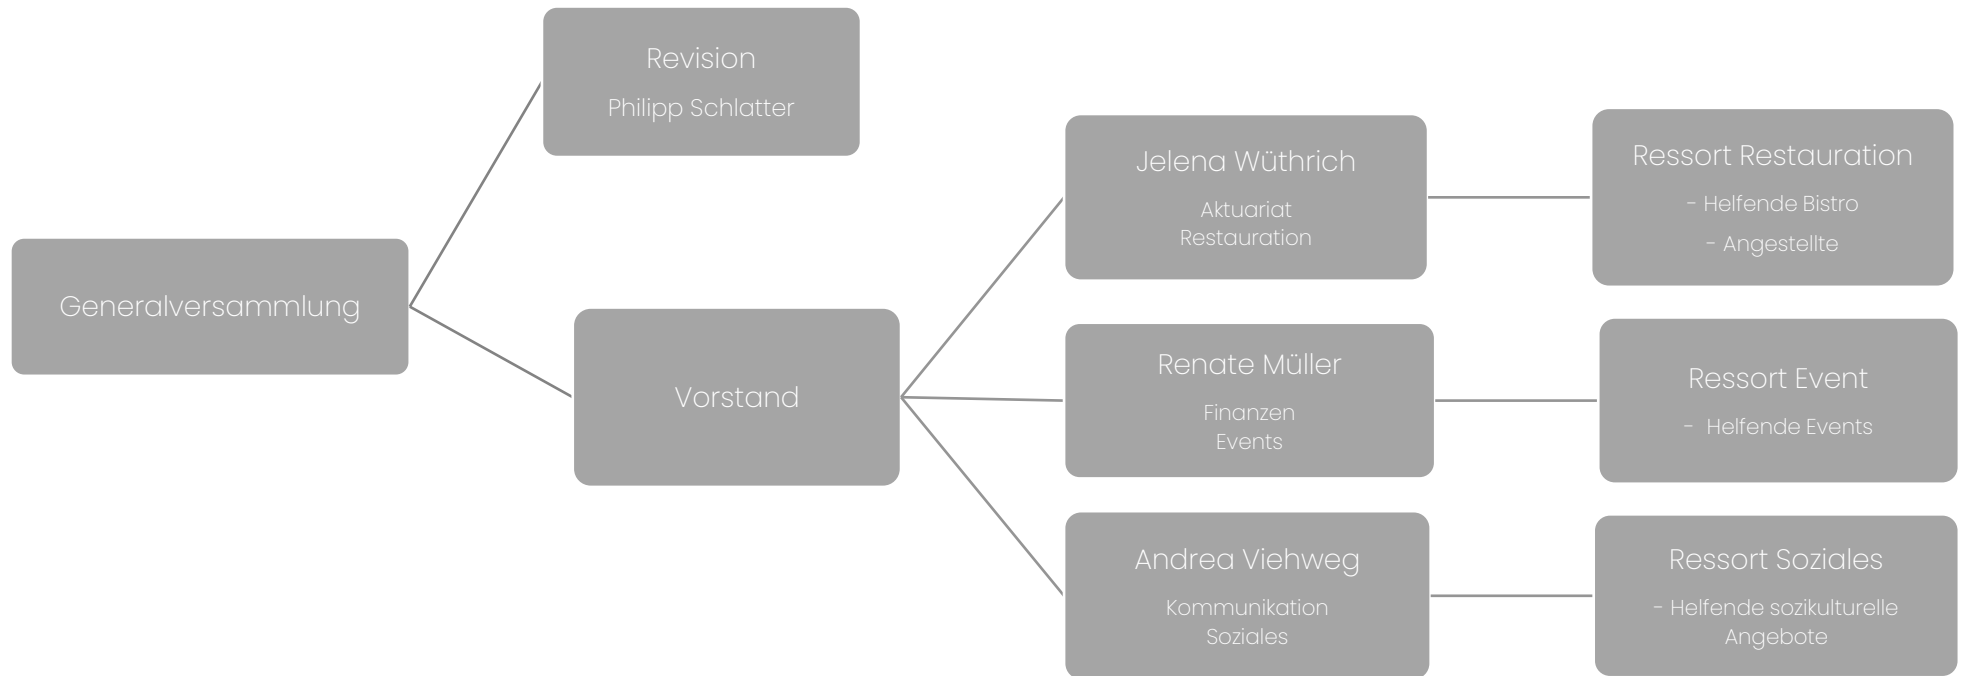 Generalversammlung
Revision
Philipp Schlatter
Vorstand
Jelena Wüthrich
Aktuariat
Restauration
Renate Müller
Finanzen
Events
Andrea Viehweg
Kommunikation
Soziales
Ressort Restauration
- Helfende Bistro
- Angestellte
Ressort Event
- Helfende Events
Ressort Soziales
- Helfende sozikulturelle
Angebote